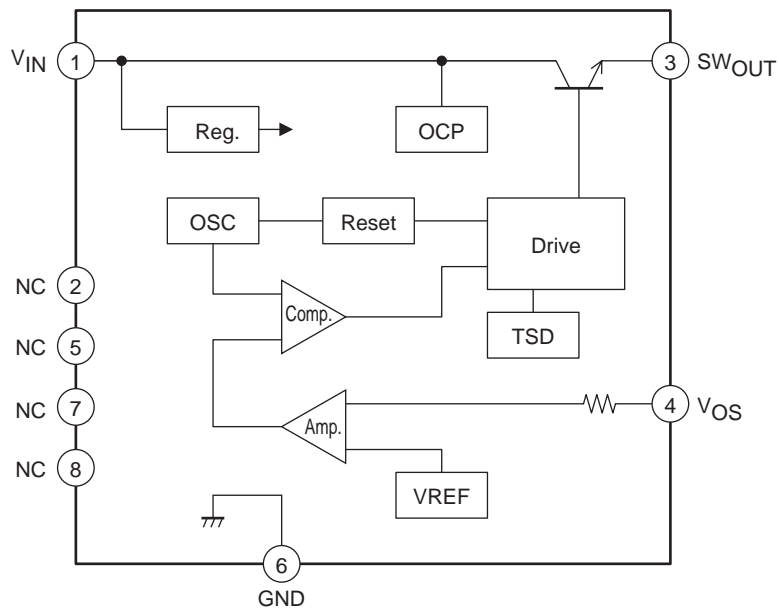 VIN 1 3 SWOUT
Reg. OCP
OSC Reset Drive
NC 2
Comp.
TSD
NC 5
NC 7 4 VOS
Amp.
NC 8
VREF
6
GND